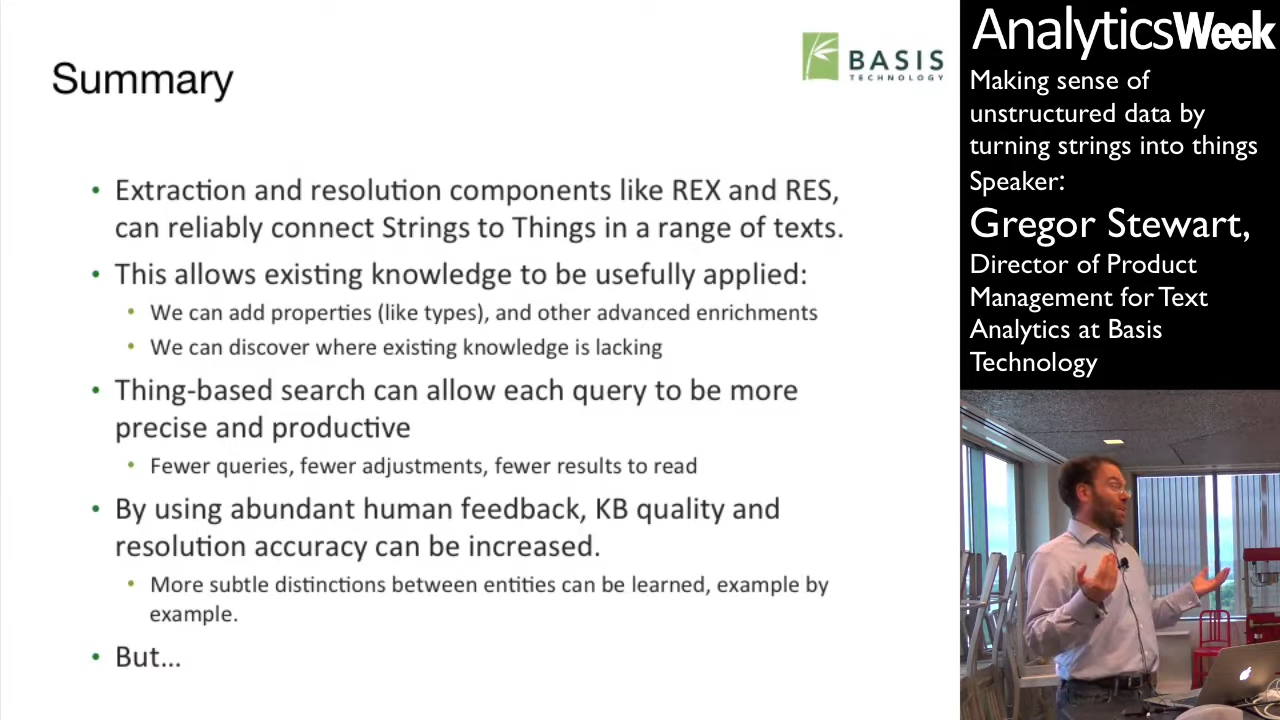 Summary
BASIS
TECHNOLOGY
• Extraction and resolution components like REX and RES,
can reliably connect Strings to Things in a range of texts.
• This allows existing knowledge to be usefully applied:
• We can add properties (like types), and other advanced enrichments
• We can discover where existing knowledge is lacking
• Thing-based search can allow each query to be more
precise and productive
• Fewer queries, fewer adjustments, fewer results to read
• By using abundant human feedback, KB quality and
resolution accuracy can be increased.
• More subtle distinctions between entities can be learned, example by
example.
• But...
AnalyticsWeek
Making sense of
unstructured data by
turning strings into things
Speaker:
Gregor Stewart,
Director of Product
Management for Text
Analytics at Basis
Technology